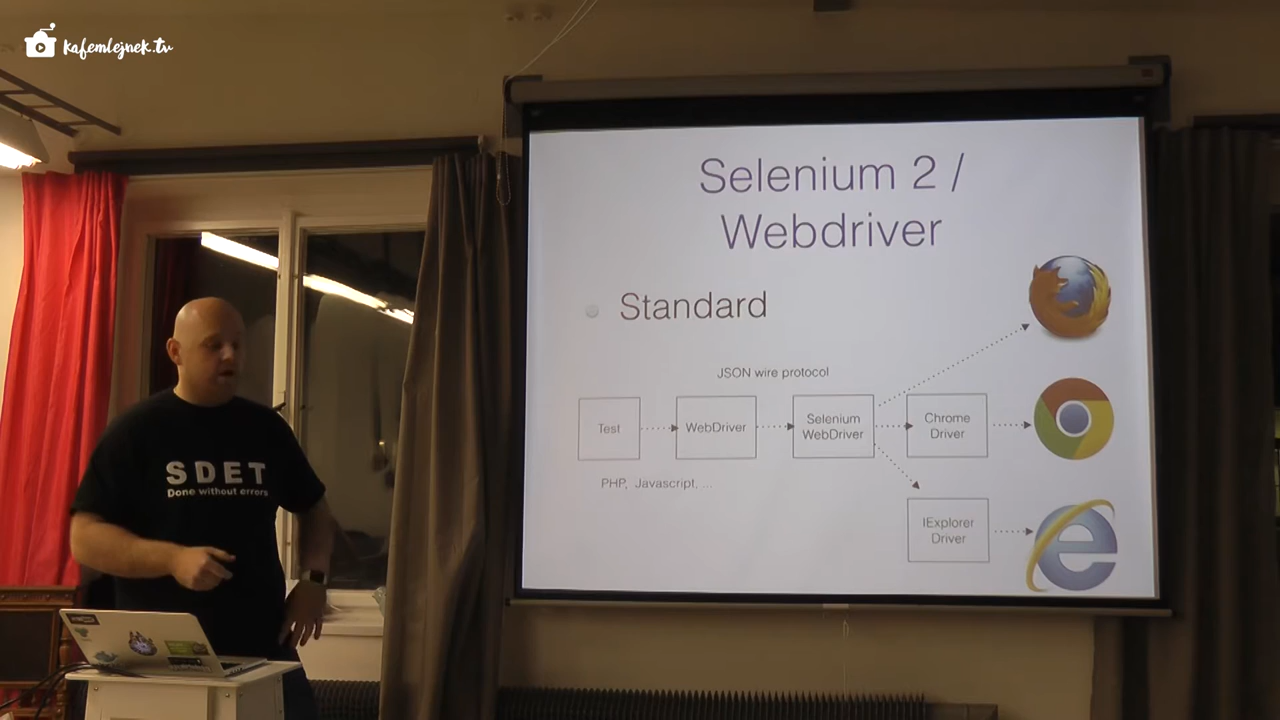 kafemlejnek.tv
Selenium 2 /
Webdriver
Standard
JSON wire protocol
Test
WebDriver
Selenium
WebDriver
Chrome
Driver
PHP, Javascript, ...
IExplorer
Driver
SDET
Done without errors